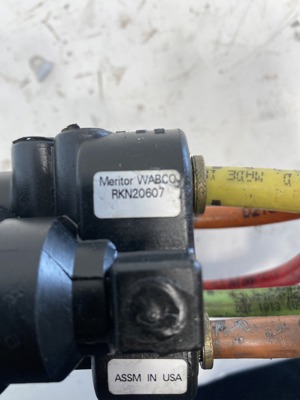 Meritor WABCO
RKN20607
ASSM IN USA